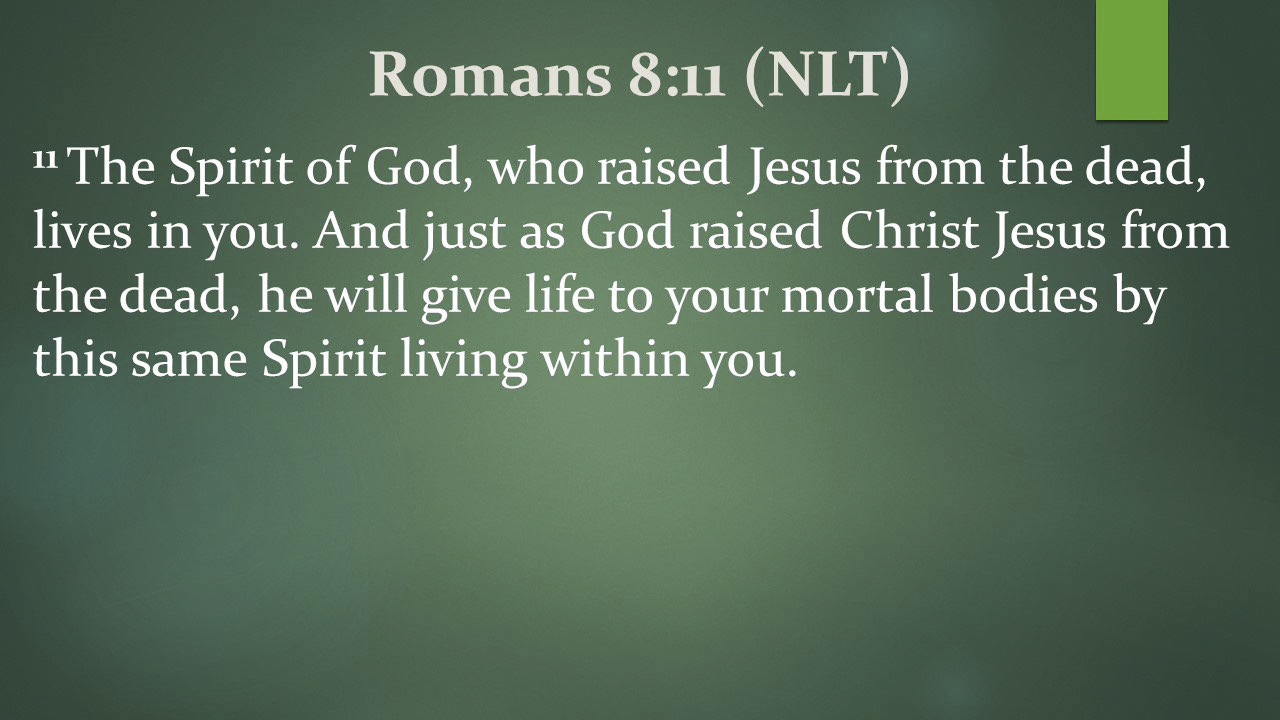 Romans 8:11 (NLT)
11 The Spirit of God, who raised Jesus from the dead,
lives in you. And just as God raised Christ Jesus from
the dead, he will give life to your mortal bodies by
this same Spirit living within you.